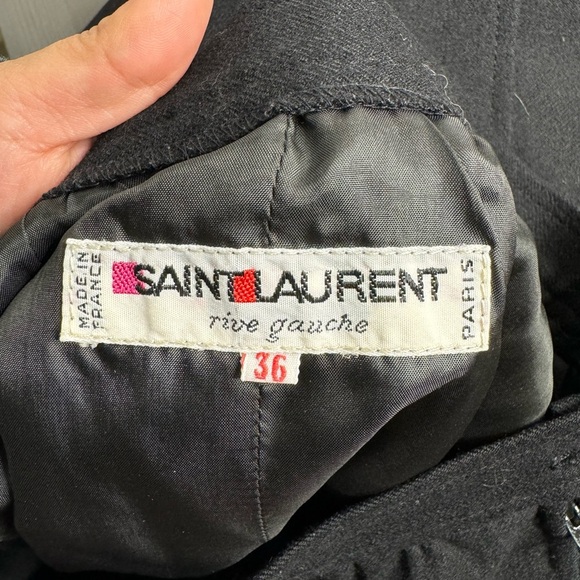 MADE IN
FRANCE
SAINT LAURENT
rive gauche
PARIS
36